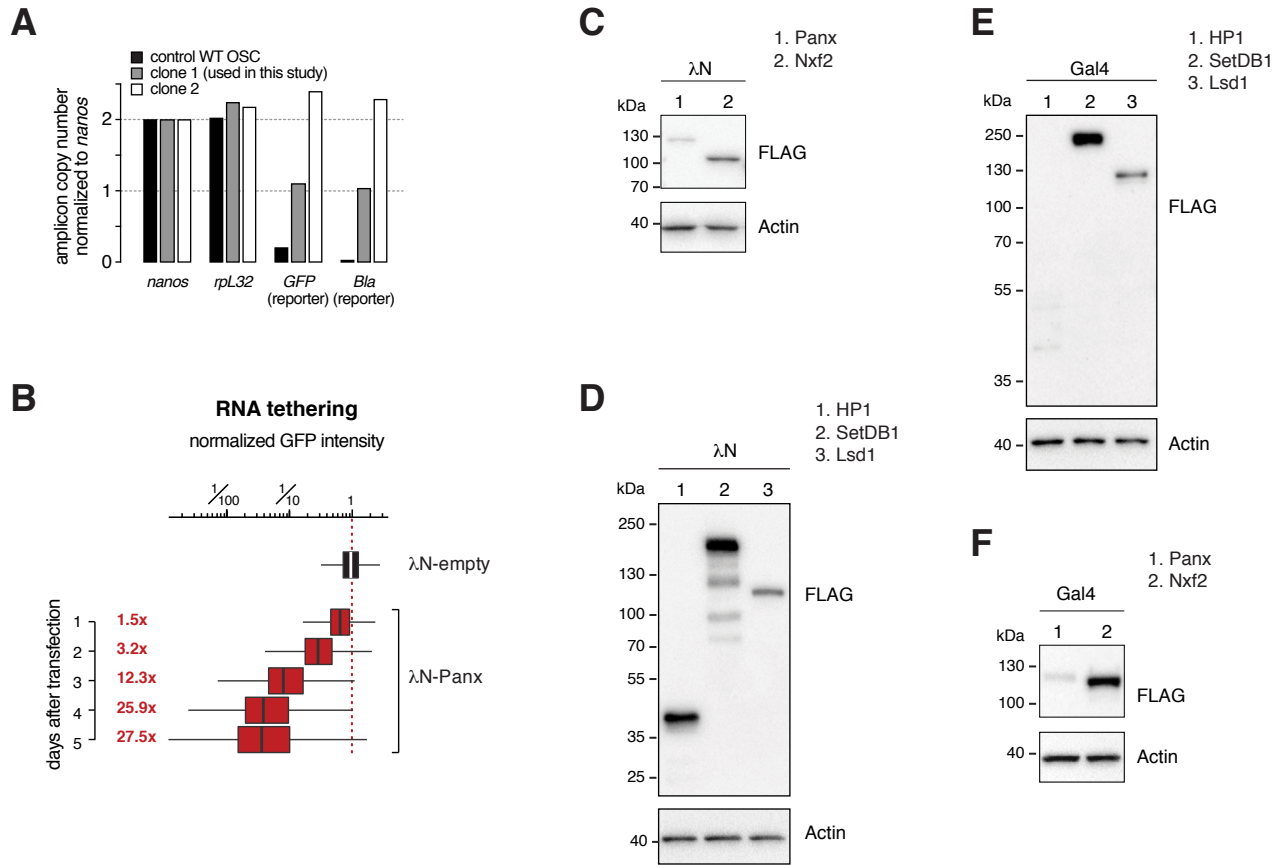 A
control WT OSC
clone 1 (used in this study)
clone 2
amplicon copy number
normalized to nanos
2
1
0
nanos
rpL32
GFP
(reporter)
Bla
(reporter)
B
RNA tethering
normalized GFP intensity
1/100
1/10
1
λN-empty
days after transfection
1
1.5x
2
3.2x
3
12.3x
4
25.9x
5
27.5x
λN-Panx
C
1. Panx
2. Nxf2
λN
kDa
1 2
130
100
70
FLAG
40
Actin
D
1. HP1
2. SetDB1
3. Lsd1
λN
kDa
1 2 3
250
130
100
70
55
35
25
FLAG
40
Actin
E
1. HP1
2. SetDB1
3. Lsd1
Gal4
kDa
1 2 3
250
130
100
70
55
35
FLAG
40
Actin
F
1. Panx
2. Nxf2
Gal4
kDa
1 2
130
100
FLAG
40
Actin